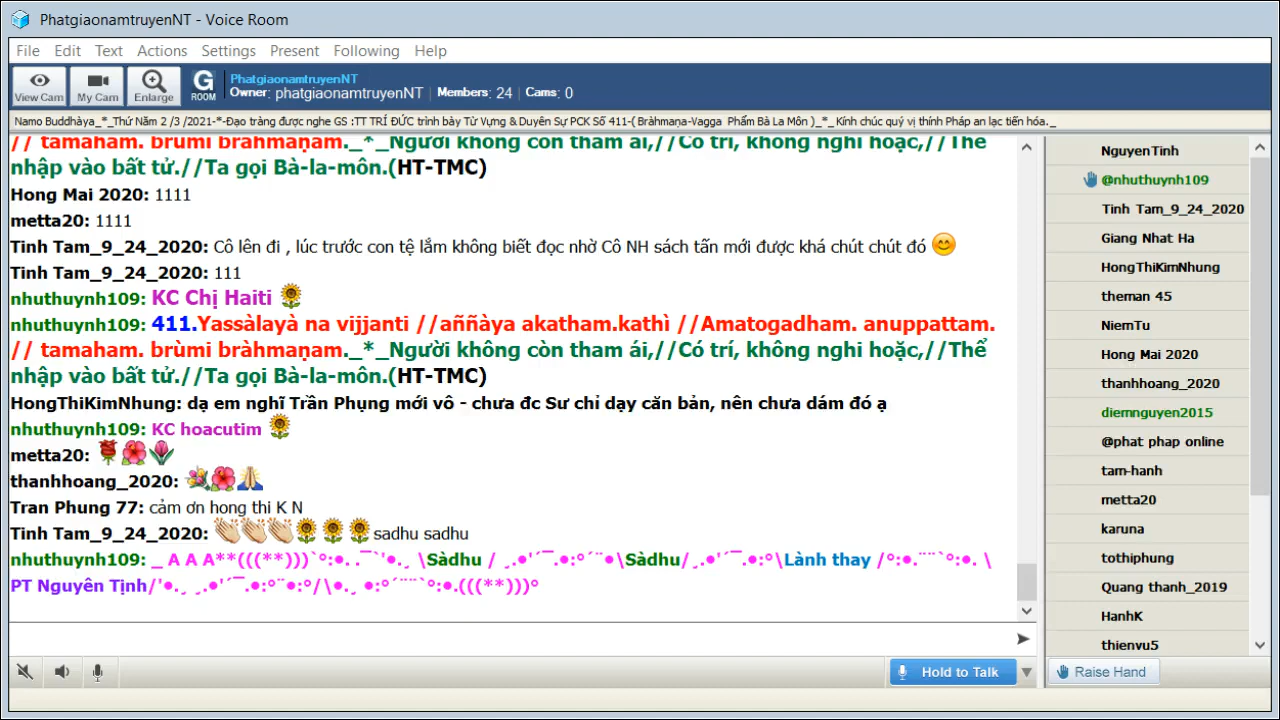 PhatgiaonamtruyenNT - Voice Room
File Edit Text Actions Settings Present Following Help
View Cam My Cam Enlarge G ROOM
PhatgiaonamtruyenNT
Owner: phatgiaonamtruyenNT Members: 24 Cams: 0
Namo Buddhàya_*_Thứ Năm 2 /3 /2021-*-Đạo tràng được nghe GS :TT TRÍ ĐỨC trình bày Từ Vựng & Duyên Sự PCK Số 411-( Bràhmaṇa-Vagga Phẩm Bà La Môn )_*_ Kính chúc quý vị thính Pháp an lạc tiến hóa._
// tamaham. brùmi bràhmaṇam._*_Người không còn tham ái,//Có trí, không nghi hoặc,//Thể
nhập vào bất tử.//Ta gọi Bà-la-môn.(HT-TMC)
Hong Mai 2020: 1111
metta20: 1111
Tinh Tam_9_24_2020: Cô lên đi , lúc trước con tệ lắm không biết đọc nhờ Cô NH sách tấn mới được khá chút chút đó 😊
Tinh Tam_9_24_2020: 111
nhuthuynh109: KC Chị Haiti 🌻
nhuthuynh109: 411.Yassàlayà na vijjanti //aññàya akatham.kathì //Amatogadham. anuppattam.
// tamaham. brùmi bràhmaṇam._*_Người không còn tham ái,//Có trí, không nghi hoặc,//Thể
nhập vào bất tử.//Ta gọi Bà-la-môn.(HT-TMC)
HongThiKimNhung: dạ em nghĩ Trần Phụng mới vô - chưa đc Sư chỉ dạy căn bản, nên chưa dám đó ạ
nhuthuynh109: KC hoacutim 🌻
metta20: 🌹🌺🌷
thanhhoang_2020: 💐🌺🙏
Tran Phung 77: cảm ơn hong thi K N
Tinh Tam_9_24_2020: 👏👏👏🌻🌻🌻sadhu sadhu
nhuthuynh109: _ A A A**(((**)))`°:•. .¯`'•.¸ \Sàdhu / ¸.•'´¯.•:°´¨•\Sàdhu/¸.•'´¯.•:°\Lành thay /°:•.¨¨`°:•. \
PT Nguyên Tịnh/'•.¸ ¸.•'´¯.•:°¨•:°/\•.¸ •:°´¨¨`°:•.(((**)))°
Hold to Talk
NguyenTinh
@nhuthuynh109
Tinh Tam_9_24_2020
Giang Nhat Ha
HongThiKimNhung
theman 45
NiemTu
Hong Mai 2020
thanhhoang_2020
diemnguyen2015
@phat phap online
tam-hanh
metta20
karuna
tothiphung
Quang thanh_2019
HanhK
thienvu5
Raise Hand